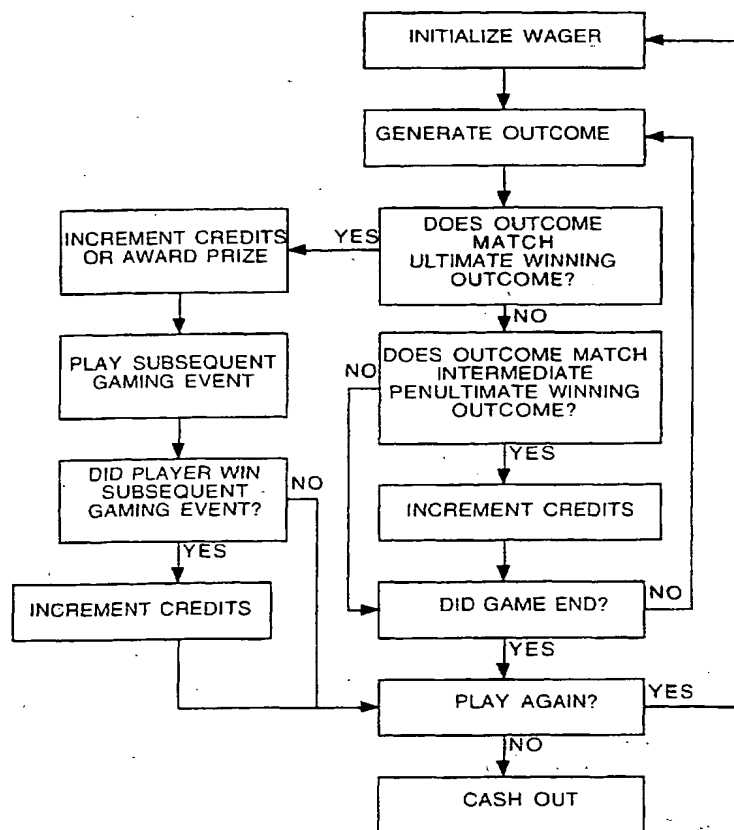 INITIALIZE WAGER
GENERATE OUTCOME
DOES OUTCOME
MATCH
ULTIMATE WINNING
OUTCOME?
YES
INCREMENT CREDITS
OR AWARD PRIZE
NO
PLAY SUBSEQUENT
GAMING EVENT
DOES OUTCOME MATCH
INTERMEDIATE
PENULTIMATE WINNING
OUTCOME?
NO
YES
DID PLAYER WIN
SUBSEQUENT
GAMING EVENT?
NO
YES
INCREMENT CREDITS
INCREMENT CREDITS
DID GAME END?
NO
YES
PLAY AGAIN?
YES
NO
CASH OUT